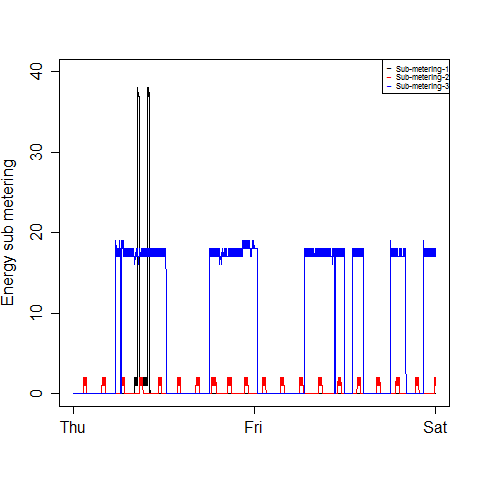 Sub-metering-1
Sub-metering-2
Sub-metering-3
Energy sub metering
40
30
20
10
0
Thu Fri Sat